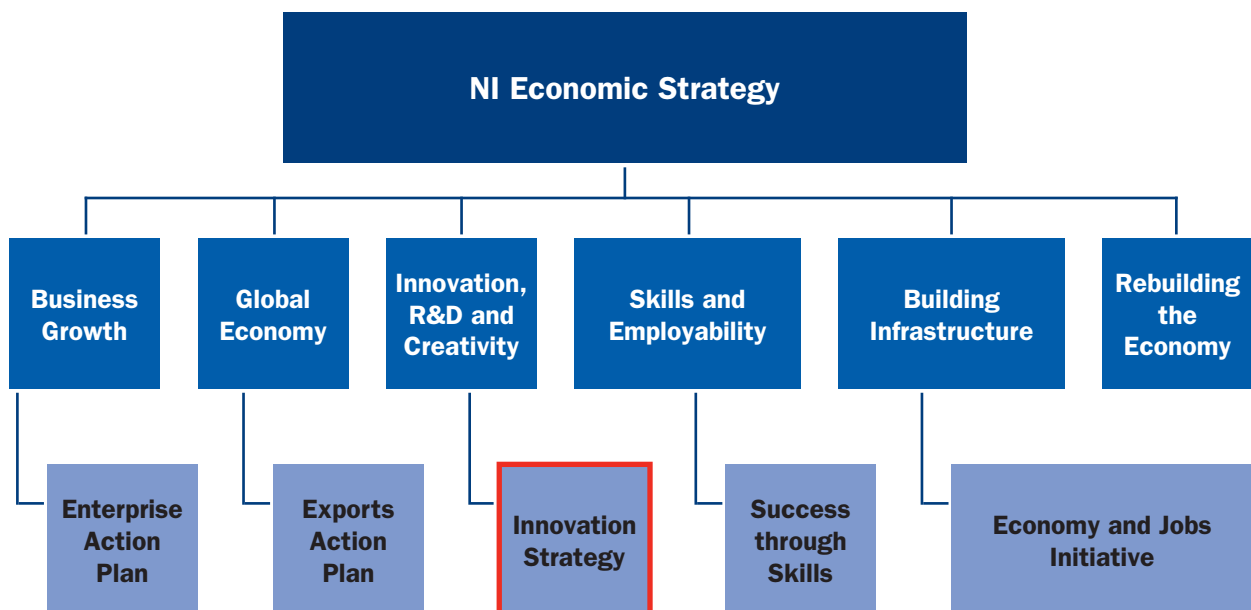 NI Economic Strategy
Business
Growth
Global
Economy
Innovation,
R&D and
Creativity
Skills and
Employability
Building
Infrastructure
Rebuilding
the
Economy
Enterprise
Action
Plan
Exports
Action
Plan
Innovation
Strategy
Success
through
Skills
Economy and Jobs
Initiative